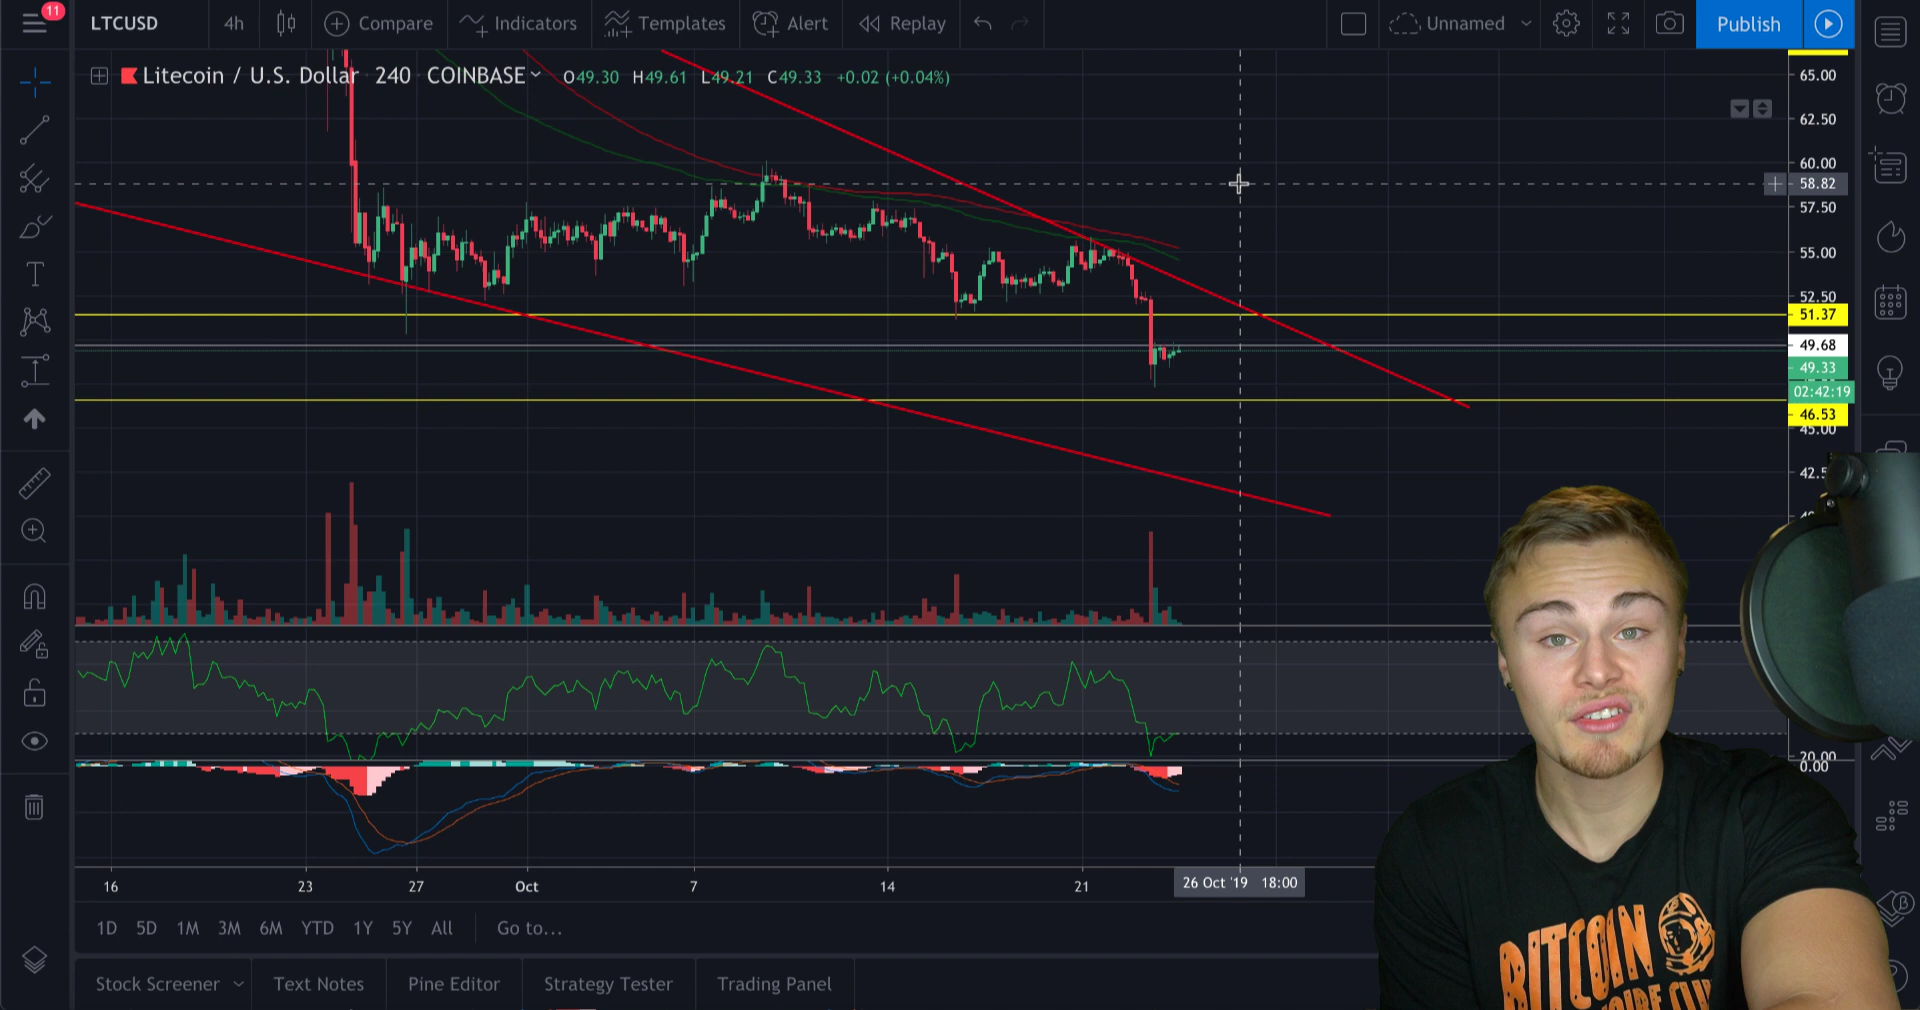 11
LTCUSD 4h Compare Indicators Templates Alert Replay Unnamed Publish
Litecoin / U.S. Dollar 240 COINBASE O49.30 H49.61 L49.21 C49.33 +0.02 (+0.04%)
65.00
62.50
60.00
58.82
57.50
55.00
52.50
51.37
49.68
49.33
02:42:19
46.53
45.00
20.00
0.00
16 23 27 Oct 7 14 21 26 Oct '19 18:00
1D 5D 1M 3M 6M YTD 1Y 5Y All Go to...
Stock Screener Text Notes Pine Editor Strategy Tester Trading Panel
BITCOIN